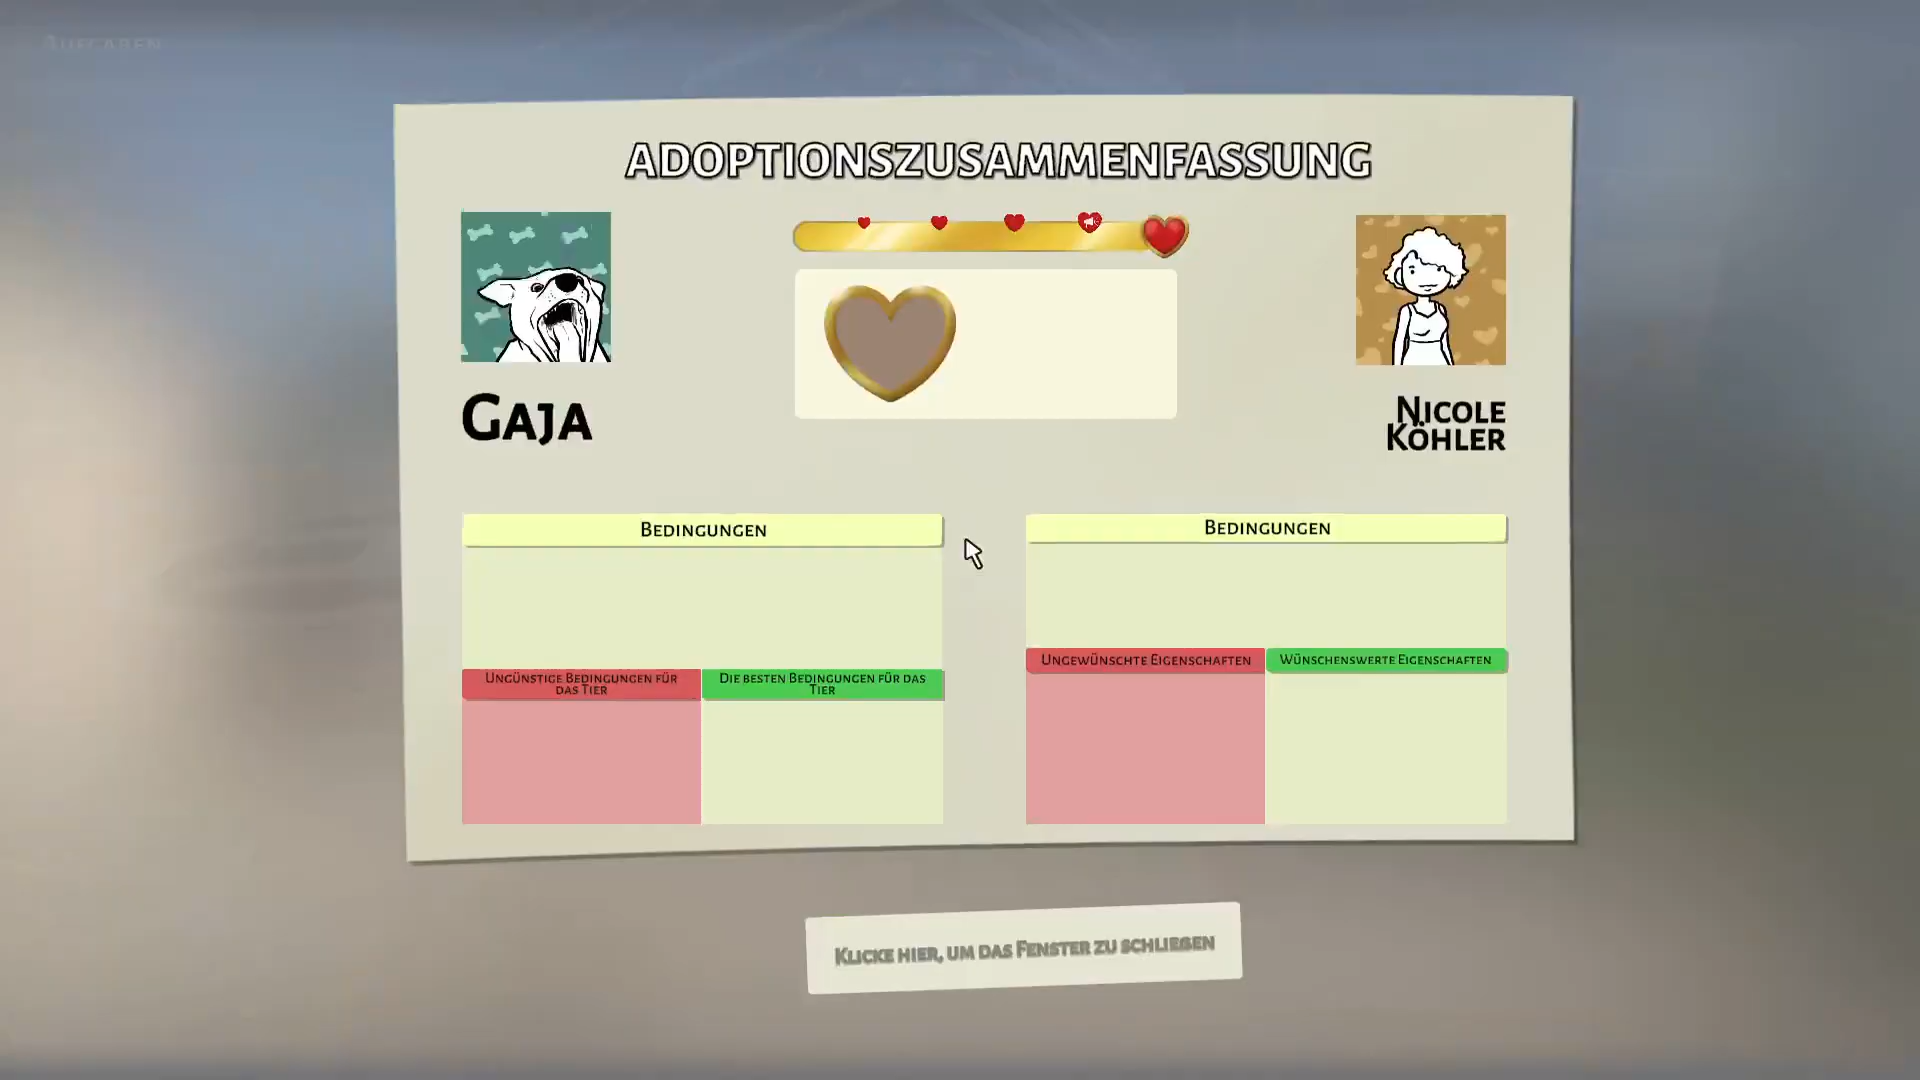 Aufgaben
Adoptionszusammenfassung
Gaja
Nicole
Köhler
Bedingungen
Ungünstige Bedingungen für
das Tier
Die besten Bedingungen für das
Tier
Bedingungen
Ungewünschte Eigenschaften
Wünschenswerte Eigenschaften
Klicke hier, um das Fenster zu schließen